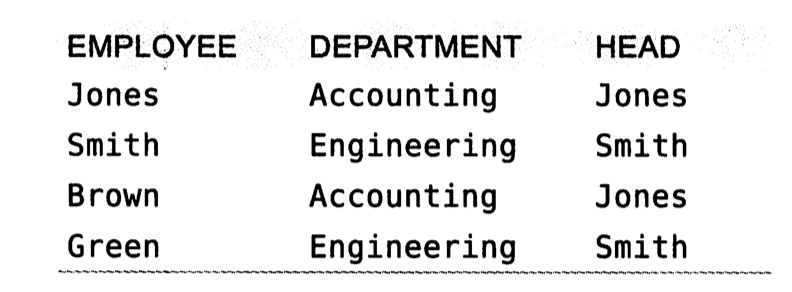 EMPLOYEE DEPARTMENT HEAD
Jones Accounting Jones
Smith Engineering Smith
Brown Accounting Jones
Green Engineering Smith